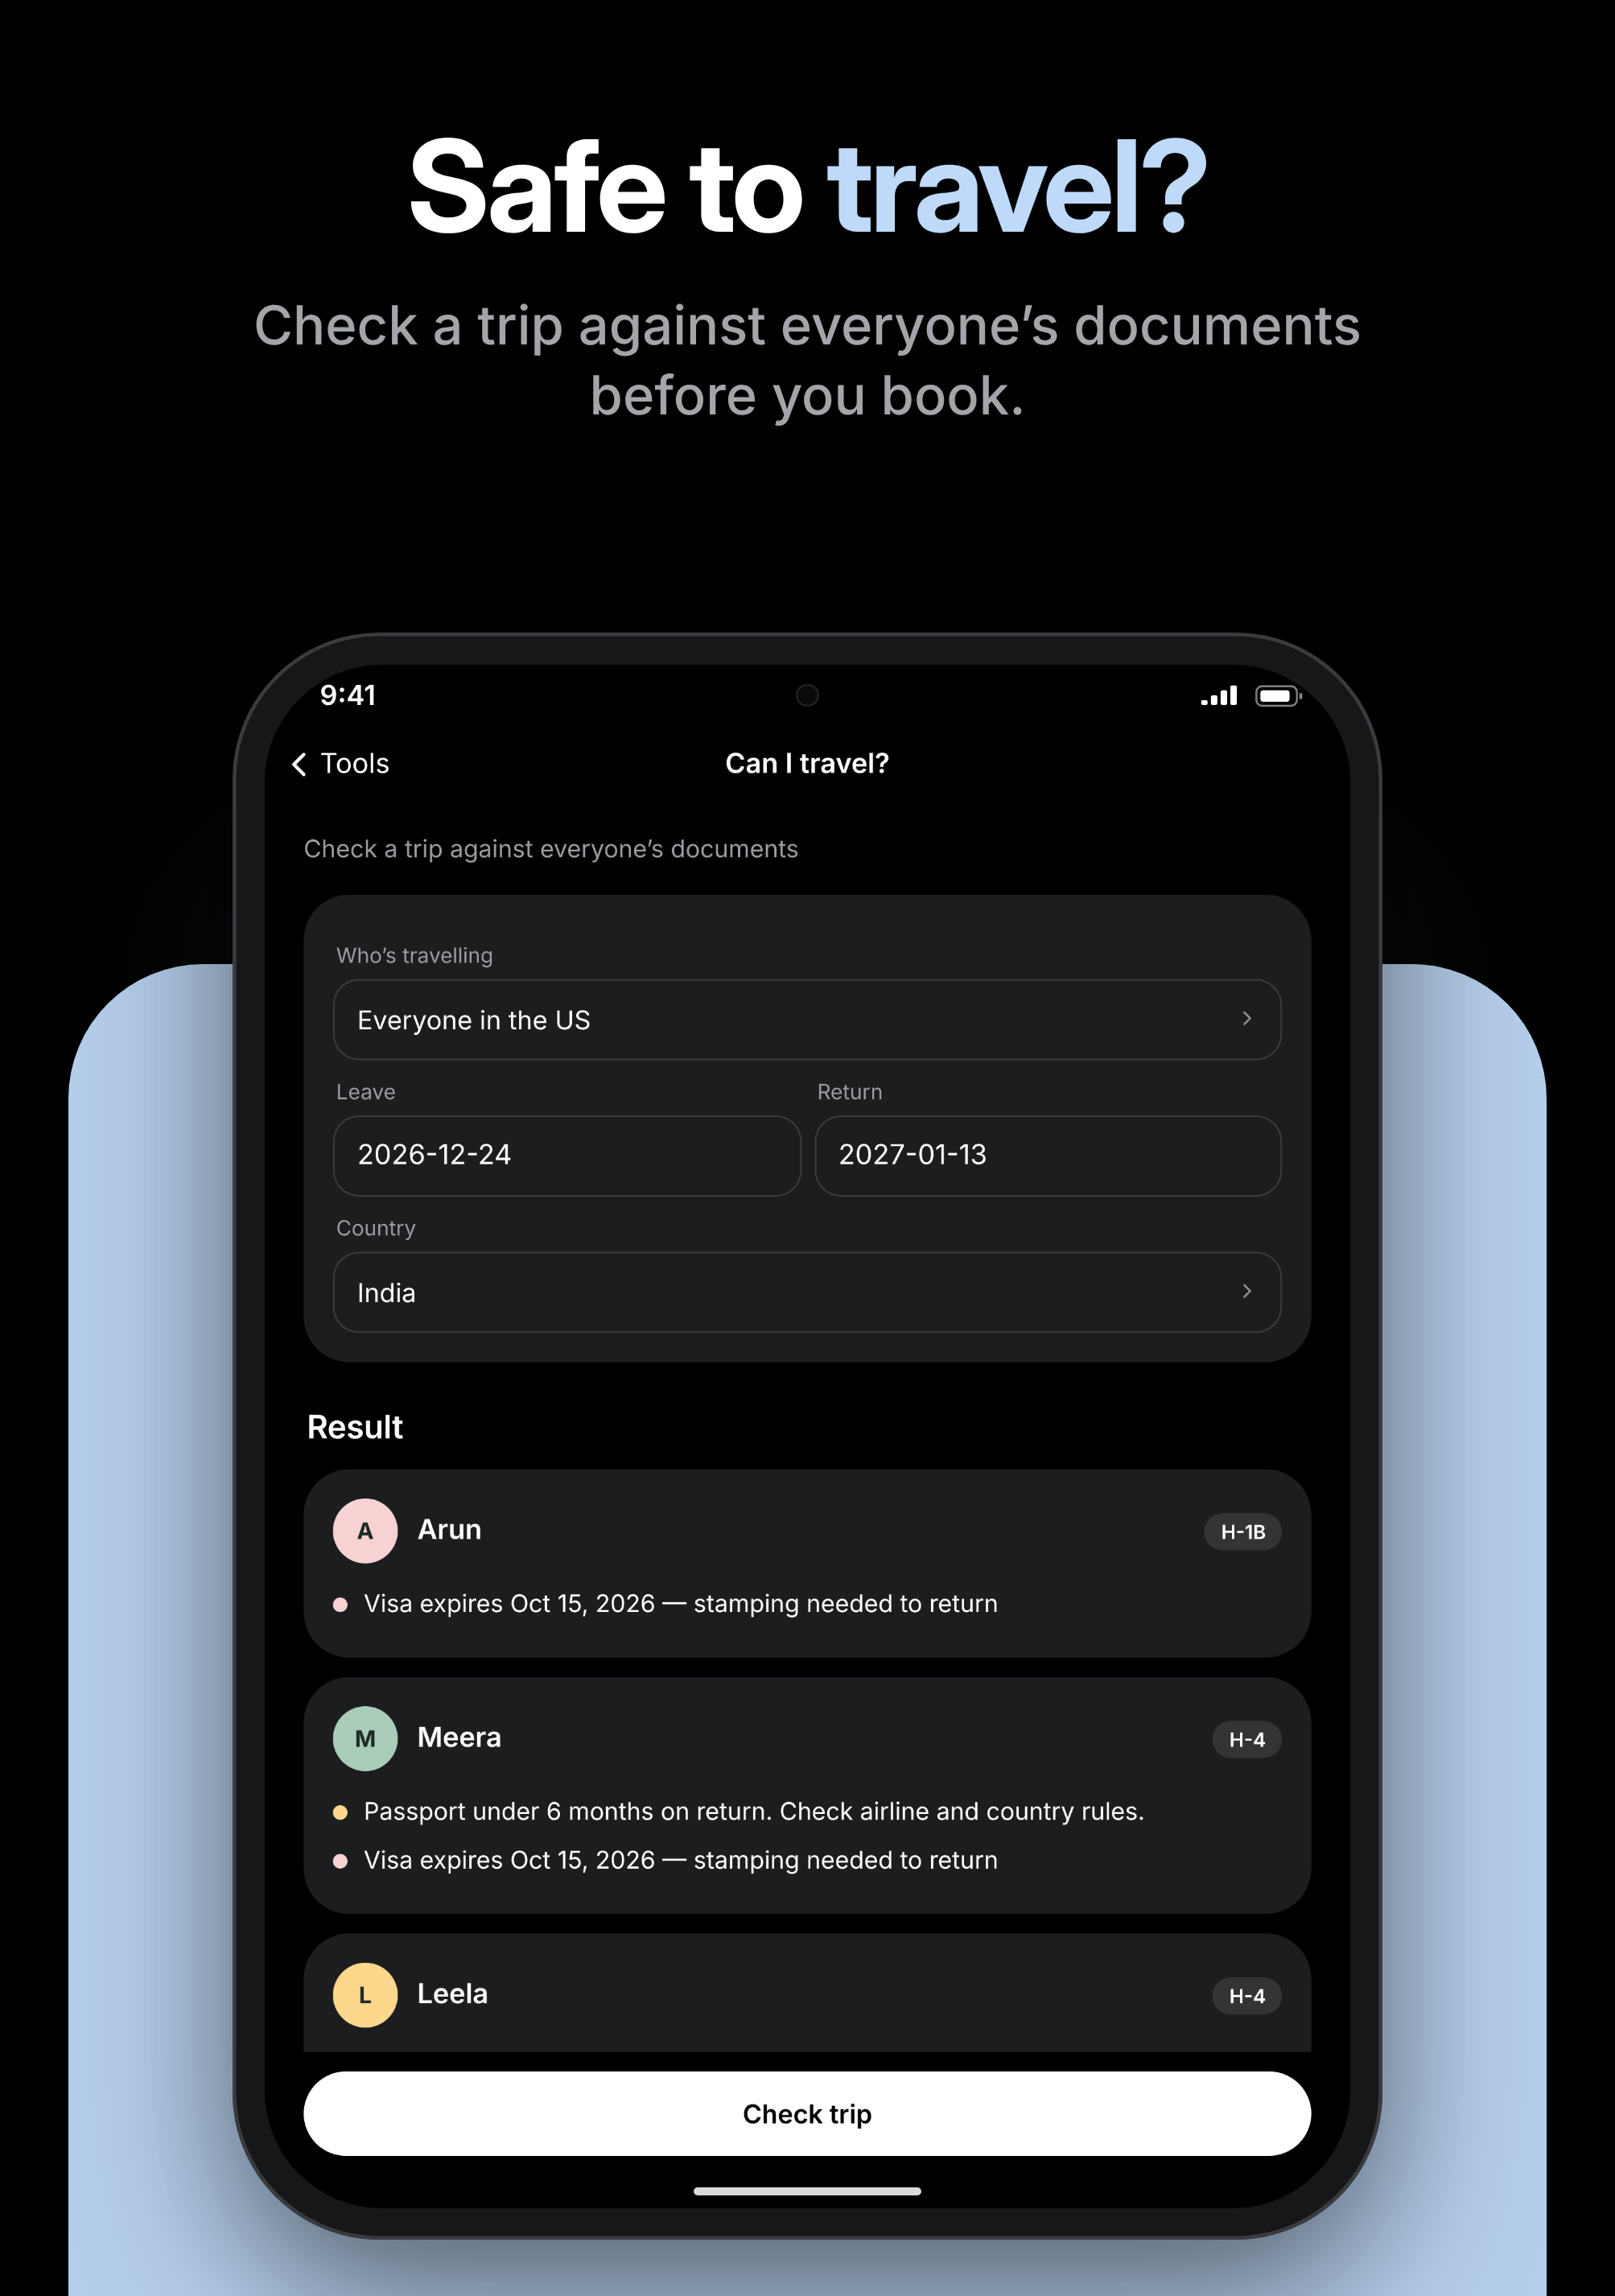 Safe to travel?
Check a trip against everyone’s documents
before you book.
9:41
Tools
Can I travel?
Check a trip against everyone’s documents
Who’s travelling
Everyone in the US
Leave
Return
2026-12-24
2027-01-13
Country
India
Result
A
Arun
H-1B
Visa expires Oct 15, 2026 — stamping needed to return
M
Meera
H-4
Passport under 6 months on return. Check airline and country rules.
Visa expires Oct 15, 2026 — stamping needed to return
L
Leela
H-4
Check trip